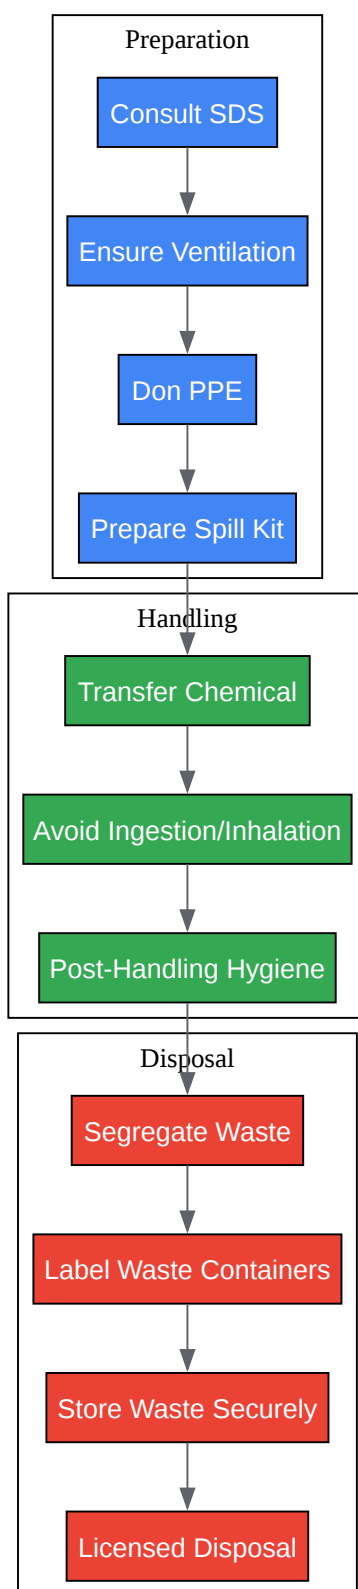 Preparation
Consult SDS
Ensure Ventilation
Don PPE
Prepare Spill Kit
Handling
Transfer Chemical
Avoid Ingestion/Inhalation
Post-Handling Hygiene
Disposal
Segregate Waste
Label Waste Containers
Store Waste Securely
Licensed Disposal